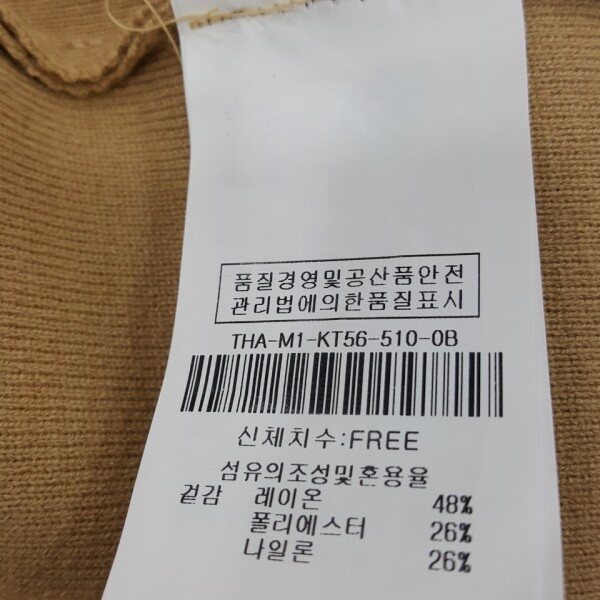 품질경영및공산품안전
관리법에의한품질표시
THA-M1-KT56-510-0B
신체치수:FREE
섬유의조성및혼용율
겉감 레이온 48%
폴리에스터 26%
나일론 26%